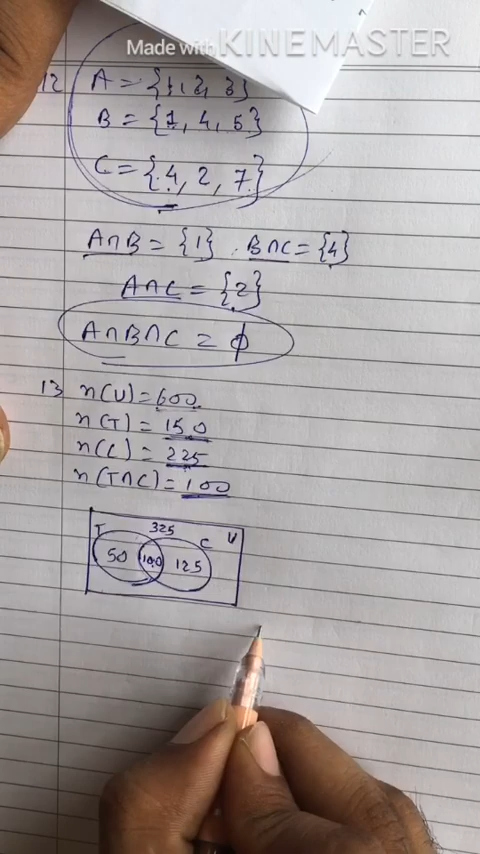 Made with KINEMASTER
12 A = {1, 2, 3}
B = {1, 4, 5}
C = {4, 2, 7}
A∩B = {1} . B∩C = {4}
A∩C = {2}
A∩B∩C = ϕ
13 n(U) = 600
n(T) = 150
n(C) = 225
n(T∩C) = 100
T 325 C U
50 100 125